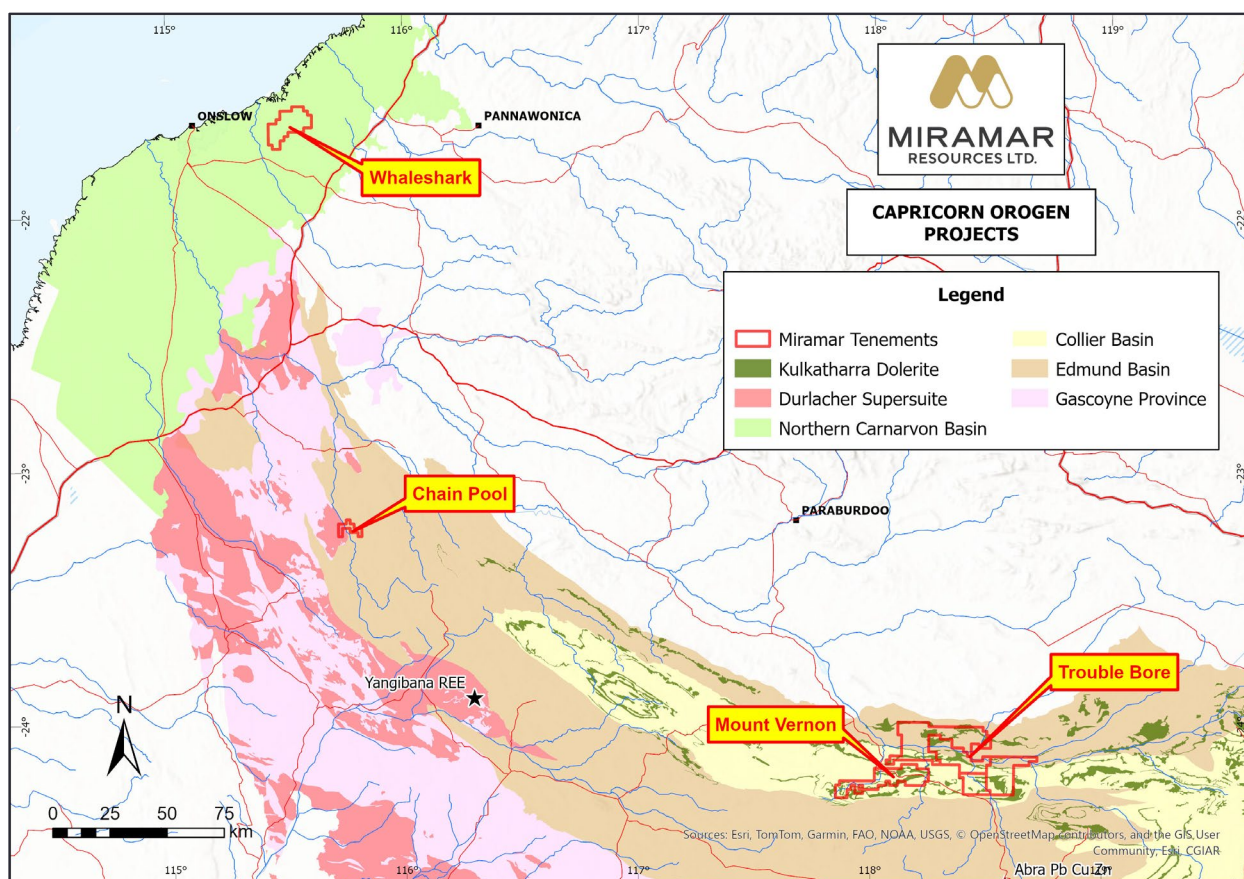 115°
116°
117°
118°
119°
MIRAMAR
RESOURCES LTD.
ONSLOW
PANNAWONICA
Whaleshark
CAPRICORN OROGEN
PROJECTS
-22°
-22°
Legend
Miramar Tenements
Kulkatharra Dolerite
Durlacher Supersuite
Northern Carnarvon Basin
Collier Basin
Edmund Basin
Gascoyne Province
-23°
-23°
Chain Pool
PARABURDOO
Trouble Bore
Yangibana REE
Mount Vernon
-24°
-24°
N
0 25 50 75
km
Sources: Esri, TomTom, Garmin, FAO, NOAA, USGS, © OpenStreetMap contributors, and the GIS User
Community, Esri, CGIAR
115°
116°
117°
118°
119°
Abra Pb Cu Zn